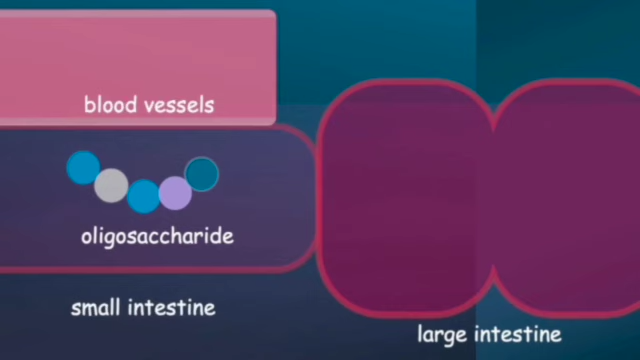 blood vessels
oligosaccharide
small intestine
large intestine